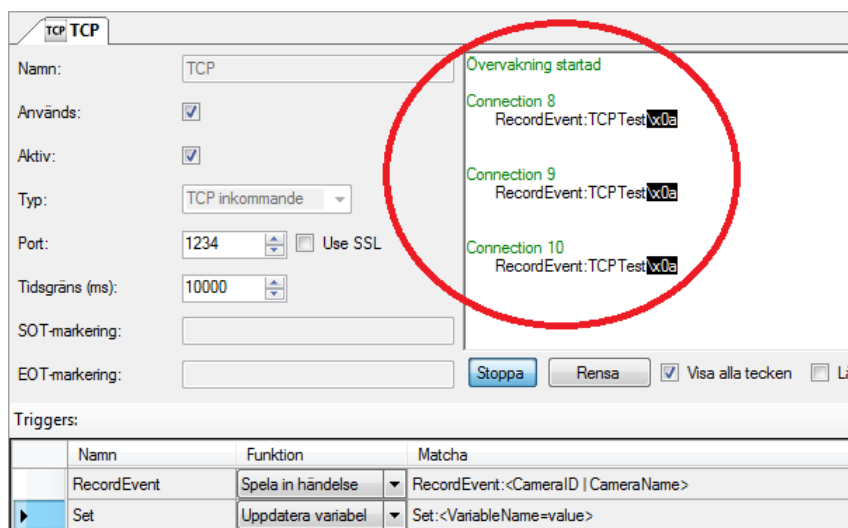 TCP TCP
Namn: TCP
Används:
Aktiv:
Typ: TCP inkommande
Port: 1234 Use SSL
Tidsgräns (ms): 10000
SOT-markering:
EOT-markering:
Övervakning startad
Connection 8
RecordEvent:TCPTest\x0a
Connection 9
RecordEvent:TCPTest\x0a
Connection 10
RecordEvent:TCPTest\x0a
Stoppa Rensa Visa alla tecken
Triggers:
Namn Funktion Matcha
RecordEvent Spela in händelse RecordEvent:<CameraID | CameraName>
Set Uppdatera variabel Set:<VariableName=value>